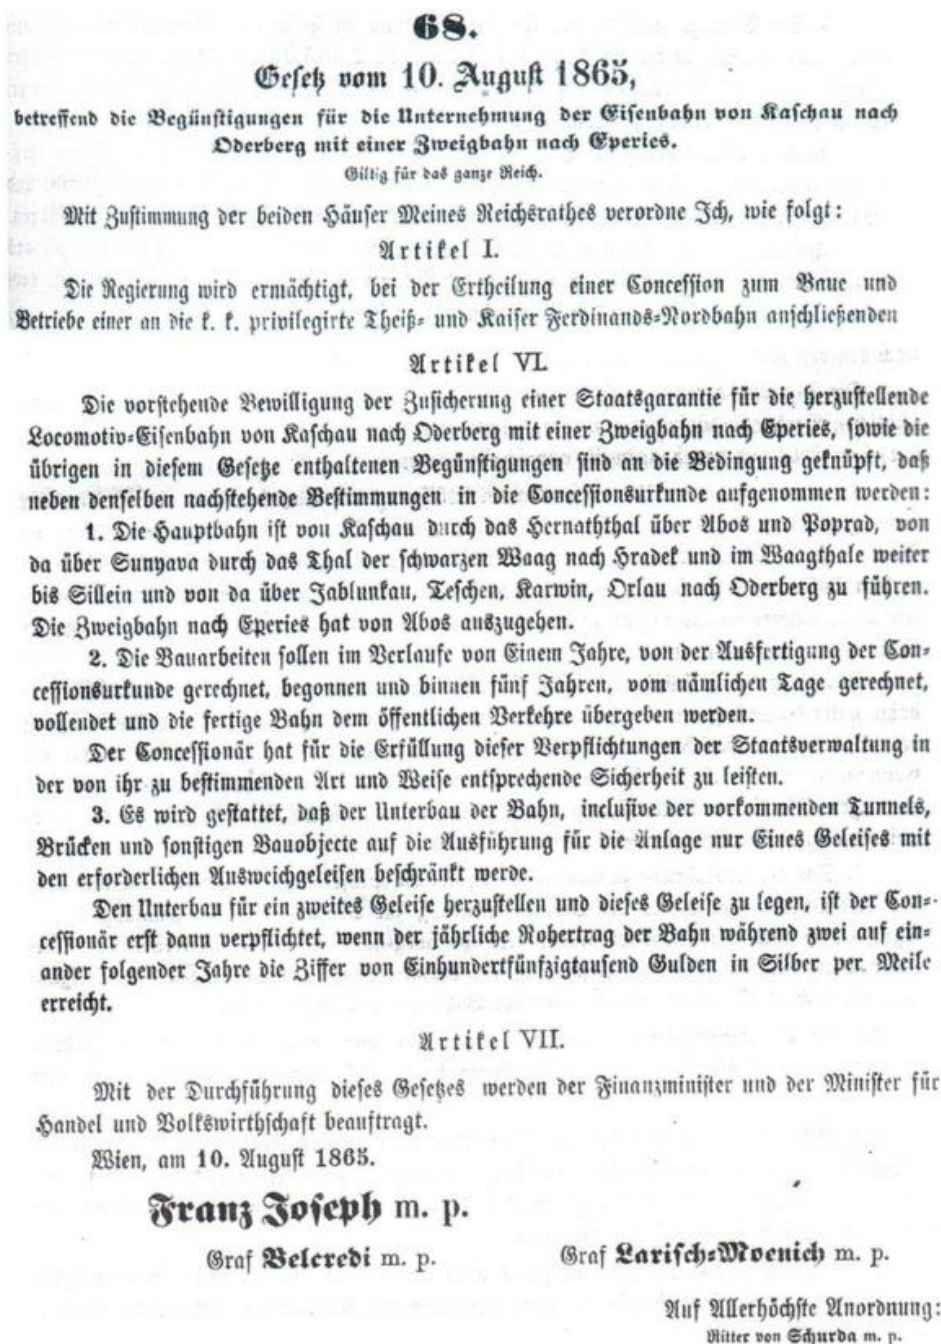 68.
Gesetz vom 10. August 1865,
betreffend die Begünstigungen für die Unternehmung der Eisenbahn von Kaschau nach
Oderberg mit einer Zweigbahn nach Eperies.
Giltig für das ganze Reich.
Mit Zustimmung der beiden Häuser Meines Reichsrathes verordne Ich, wie folgt:
Artikel I.
Die Regierung wird ermächtigt, bei der Ertheilung einer Concession zum Baue und
Betriebe einer an die k. k. privilegirte Theiß- und Kaiser Ferdinands-Nordbahn anschließenden
Artikel VI.
Die vorstehende Bewilligung der Zusicherung einer Staatsgarantie für die herzustellende
Locomotiv-Eisenbahn von Kaschau nach Oderberg mit einer Zweigbahn nach Eperies, sowie die
übrigen in diesem Gesetze enthaltenen Begünstigungen sind an die Bedingung geknüpft, daß
neben denselben nachstehende Bestimmungen in die Concessionsurkunde aufgenommen werden:
1. Die Hauptbahn ist von Kaschau durch das Hernaththal über Abos und Poprad, von
da über Sunyava durch das Thal der schwarzen Waag nach Hradek und im Waagthale weiter
bis Sillein und von da über Jablunkau, Teschen, Karwin, Orlau nach Oderberg zu führen.
Die Zweigbahn nach Eperies hat von Abos auszugehen.
2. Die Bauarbeiten sollen im Verlaufe von Einem Jahre, von der Ausfertigung der Con-
cessionsurkunde gerechnet, begonnen und binnen fünf Jahren, vom nämlichen Tage gerechnet,
vollendet und die fertige Bahn dem öffentlichen Verkehre übergeben werden.
Der Concessionär hat für die Erfüllung dieser Verpflichtungen der Staatsverwaltung in
der von ihr zu bestimmenden Art und Weise entsprechende Sicherheit zu leisten.
3. Es wird gestattet, daß der Unterbau der Bahn, inclusive der vorkommenden Tunnels,
Brücken und sonstigen Bauobjecte auf die Ausführung für die Anlage nur Eines Geleises mit
den erforderlichen Ausweichgeleisen beschränkt werde.
Den Unterbau für ein zweites Geleise herzustellen und dieses Geleise zu legen, ist der Con-
cessionär erst dann verpflichtet, wenn der jährliche Rohertrag der Bahn während zwei auf ein-
ander folgender Jahre die Ziffer von Einhundertfünfzigtausend Gulden in Silber per Meile
erreicht.
Artikel VII.
Mit der Durchführung dieses Gesetzes werden der Finanzminister und der Minister für
Handel und Volkswirthschaft beauftragt.
Wien, am 10. August 1865.
Franz Joseph m. p.
Graf Belcredi m. p. Graf Larisch-Moenich m. p.
Auf Allerhöchste Anordnung:
Ritter von Schurda m. p.